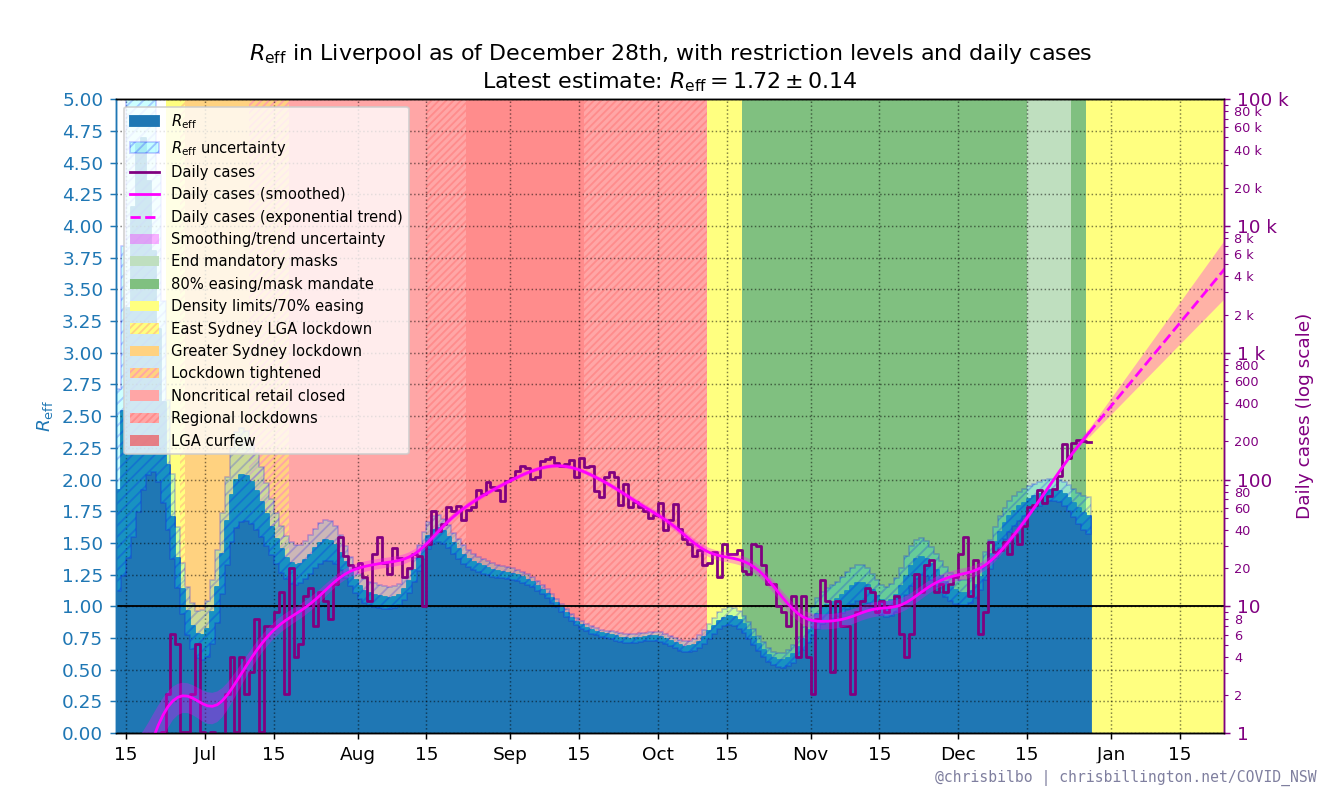 Reff in Liverpool as of December 28th, with restriction levels and daily cases
Latest estimate: Reff = 1.72 ± 0.14
5.00
4.75
4.50
4.25
4.00
3.75
3.50
3.25
3.00
2.75
2.50
2.25
2.00
1.75
1.50
1.25
1.00
0.75
0.50
0.25
0.00
Reff
Reff
Reff uncertainty
Daily cases
Daily cases (smoothed)
Daily cases (exponential trend)
Smoothing/trend uncertainty
End mandatory masks
80% easing/mask mandate
Density limits/70% easing
East Sydney LGA lockdown
Greater Sydney lockdown
Lockdown tightened
Noncritical retail closed
Regional lockdowns
LGA curfew
100 k
80 k
60 k
40 k
20 k
10 k
8 k
6 k
4 k
2 k
1 k
800
600
400
200
100
80
60
40
20
10
8
6
4
2
1
Daily cases (log scale)
15 Jul 15 Aug 15 Sep 15 Oct 15 Nov 15 Dec 15 Jan 15
@chrisbilbo | chrisbillington.net/COVID_NSW